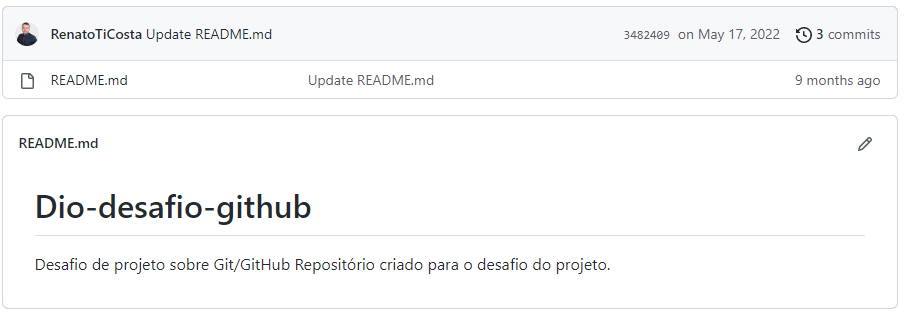 RenatoTiCosta Update README.md 3482409 on May 17, 2022 3 commits
README.md Update README.md 9 months ago
README.md
Dio-desafio-github
Desafio de projeto sobre Git/GitHub Repositório criado para o desafio do projeto.